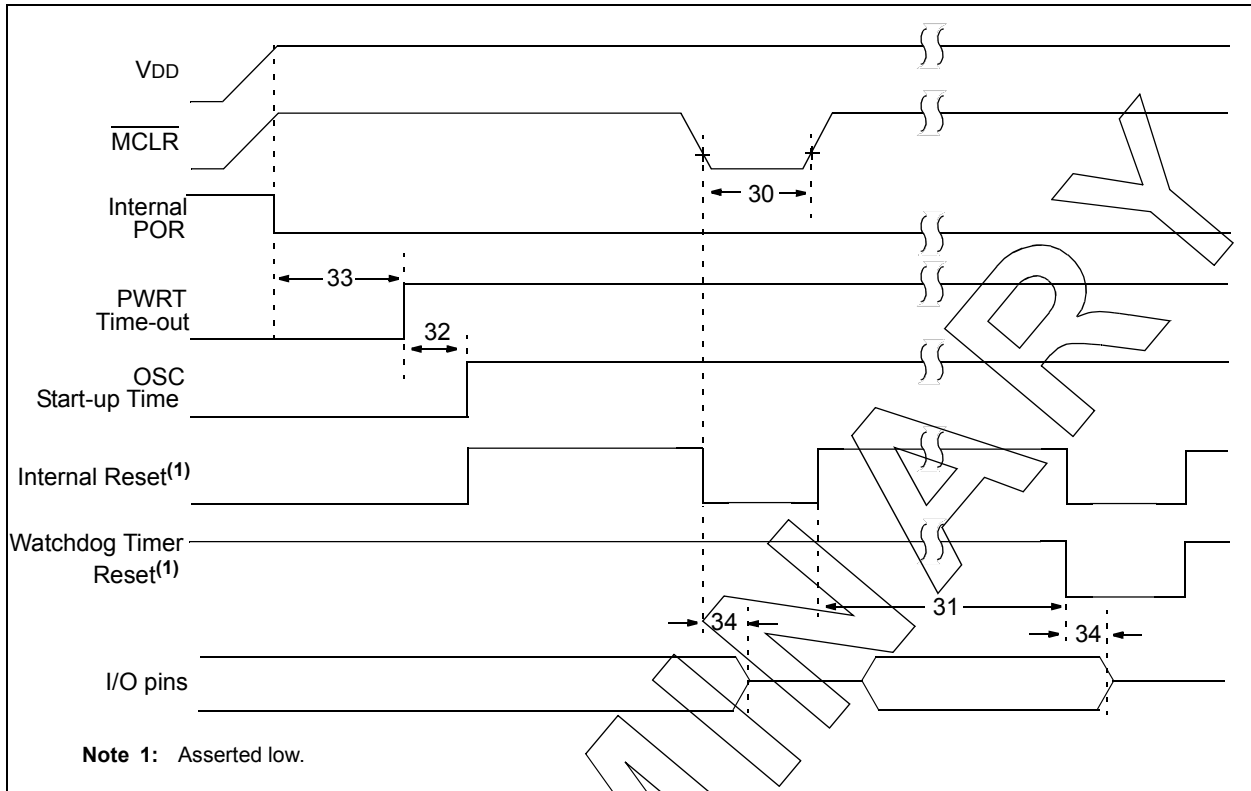 VDD
MCLR
30
Internal
POR
33
PWRT
Time-out
32
OSC
Start-up Time
Internal Reset(1)
Watchdog Timer
Reset(1)
31
34
34
I/O pins
Note 1: Asserted low.
M I N A R Y